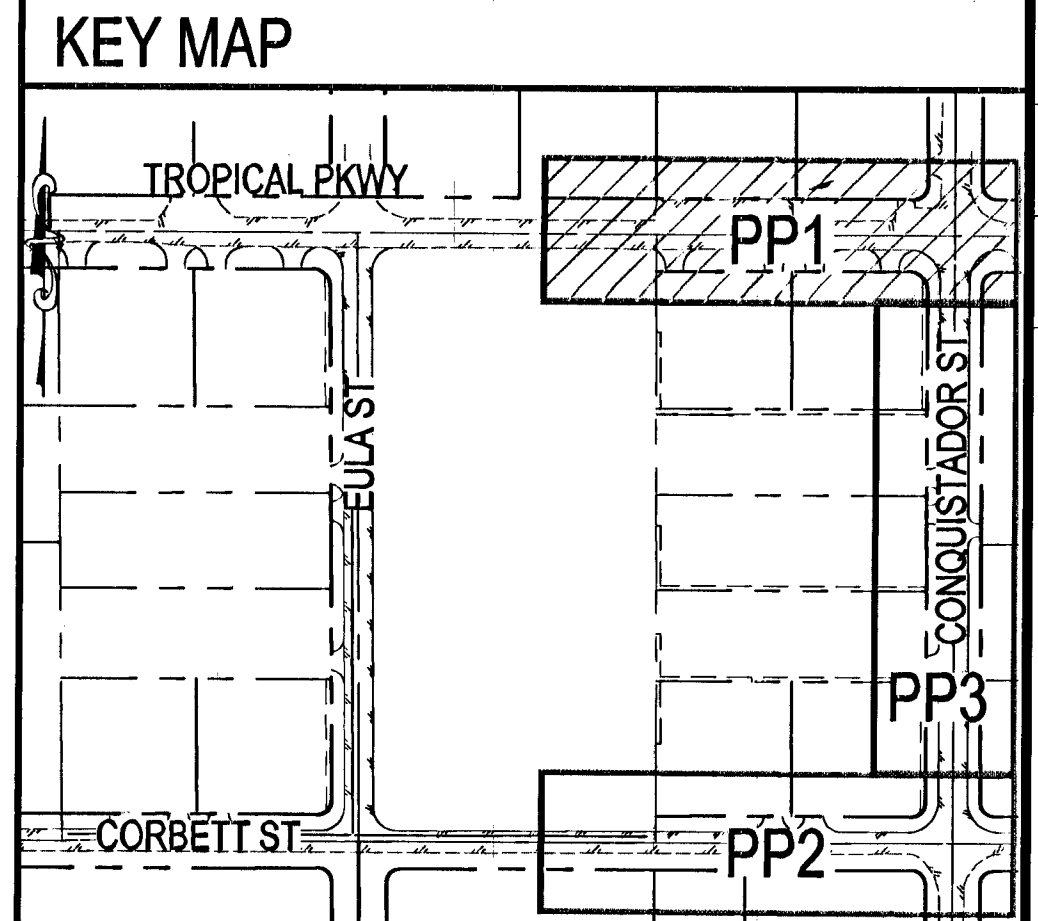 KEY MAP
TROPICAL PKWY
PP1
EULA ST
CONQUISTADOR ST
PP3
CORBETT ST
PP2